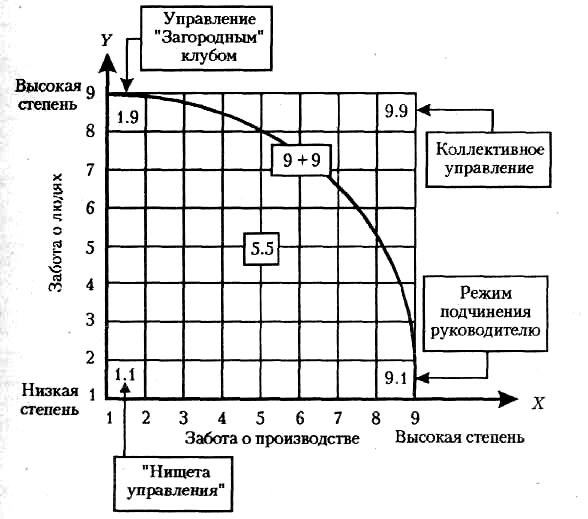 Управление
"Загородным"
клубом
Y
Высокая
степень
9
8
7
6
5
4
3
2
1
Забота о людях
Низкая
степень
1.9
9.9
9 + 9
5.5
1.1
9.1
Коллективное
управление
Режим
подчинения
руководителю
1 2 3 4 5 6 7 8 9
X
Забота о производстве
Высокая степень
"Нищета
управления"